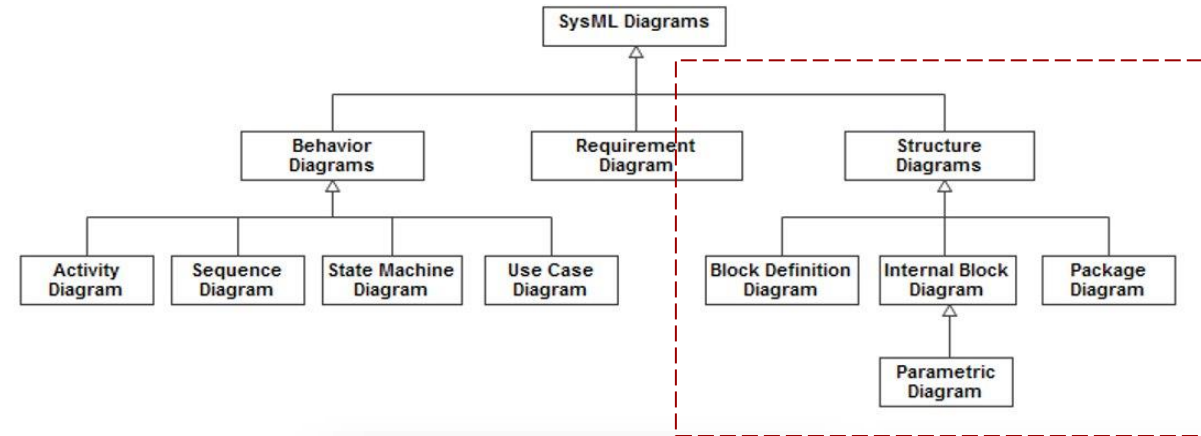 SysML Diagrams
Behavior
Diagrams
Requirement
Diagram
Structure
Diagrams
Activity
Diagram
Sequence
Diagram
State Machine
Diagram
Use Case
Diagram
Block Definition
Diagram
Internal Block
Diagram
Package
Diagram
Parametric
Diagram